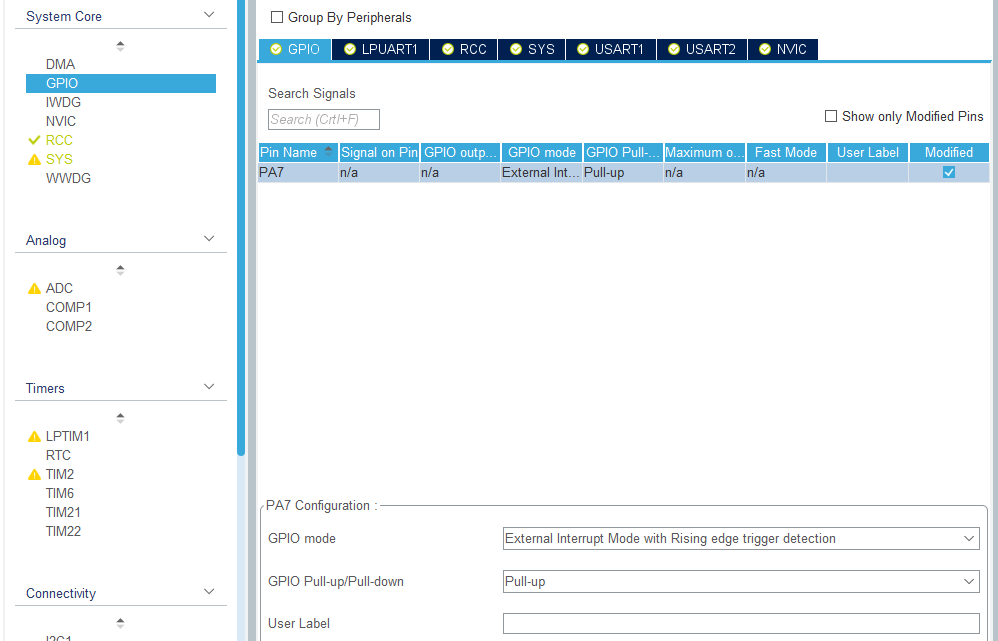 System Core
DMA
GPIO
IWDG
NVIC
RCC
SYS
WWDG
Analog
ADC
COMP1
COMP2
Timers
LPTIM1
RTC
TIM2
TIM6
TIM21
TIM22
Connectivity
I2C1
Group By Peripherals
GPIO LPUART1 RCC SYS USART1 USART2 NVIC
Search Signals
Search (Crtl+F)
Show only Modified Pins
Pin Name Signal on Pin GPIO outp... GPIO mode GPIO Pull-... Maximum o... Fast Mode User Label Modified
PA7 n/a n/a External Int... Pull-up n/a n/a
PA7 Configuration :
GPIO mode External Interrupt Mode with Rising edge trigger detection
GPIO Pull-up/Pull-down Pull-up
User Label